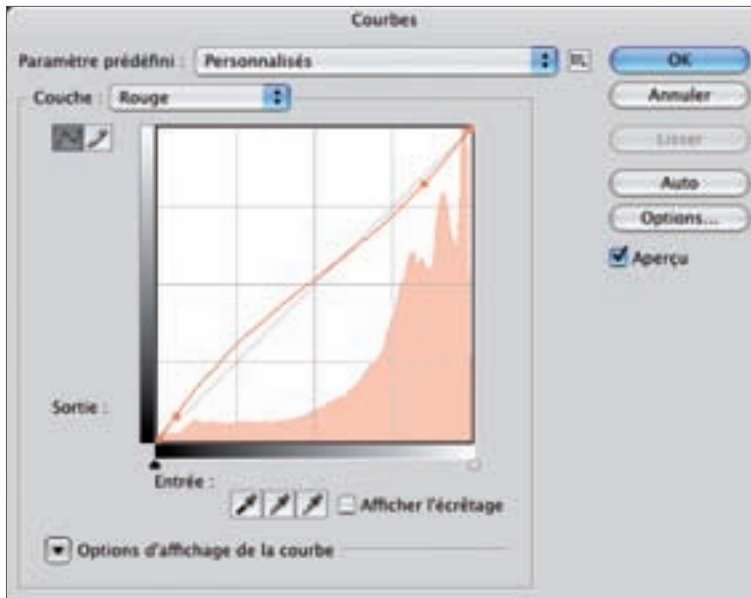 Courbes
Paramètre prédéfini : Personnalisés
OK
Couche : Rouge
Annuler
Lisser
Auto
Options...
Aperçu
Sortie :
Entrée :
Afficher l'écrêtage
Options d'affichage de la courbe